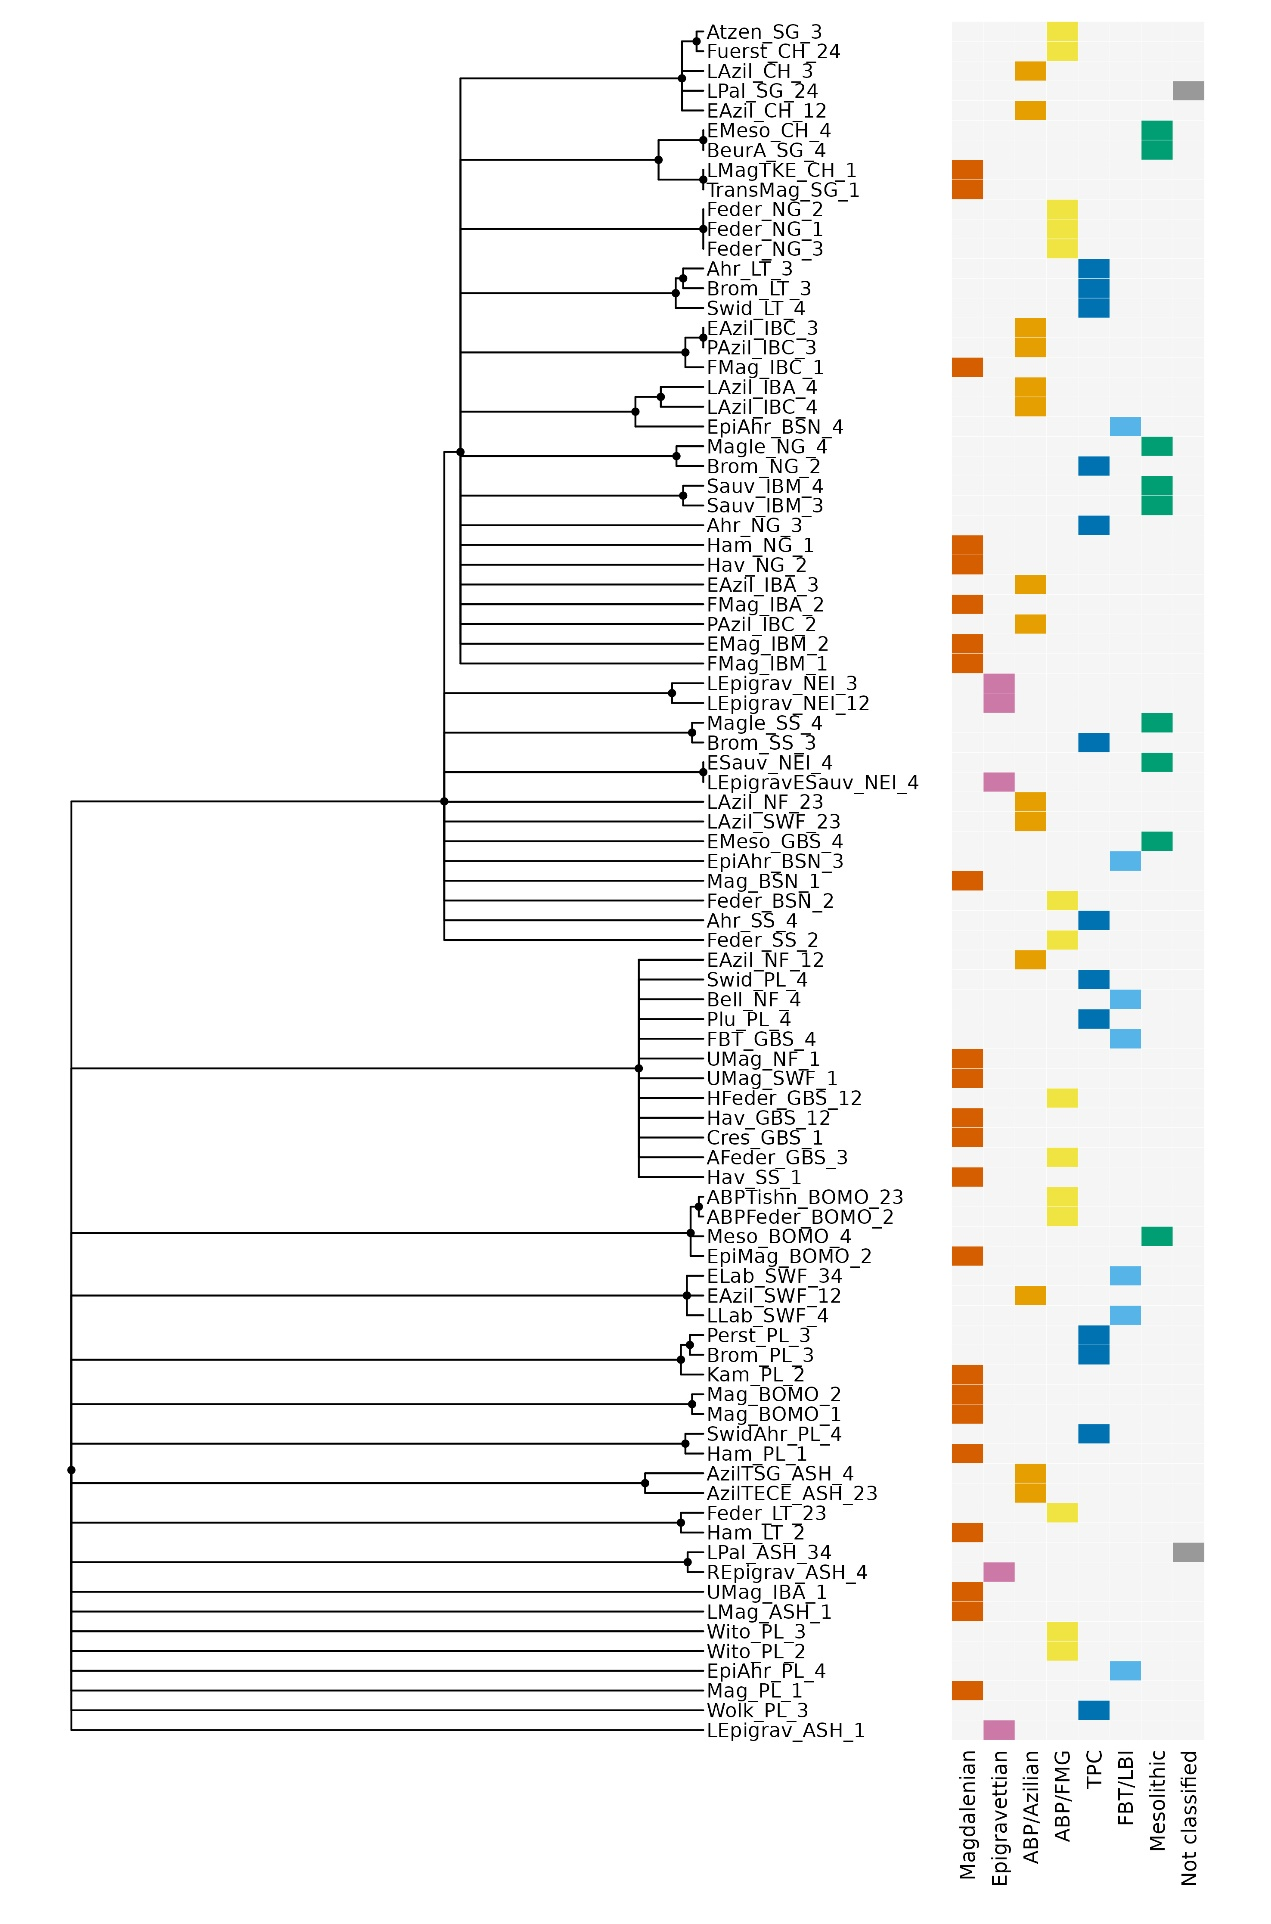 Atzen_SG_3
Fuerst_CH_24
LAzil_CH_3
LPal_SG_24
EAzil_CH_12
EMeso_CH_4
BeurA_SG_4
LMagTKE_CH_1
TransMag_SG_1
Feder_NG_2
Feder_NG_1
Feder_NG_3
Ahr_LT_3
Brom_LT_3
Swid_LT_4
EAzil_IBC_3
PAzil_IBC_3
FMag_IBC_1
LAzil_IBA_4
LAzil_IBC_4
EpiAhr_BSN_4
Magle_NG_4
Brom_NG_2
Sauv_IBM_4
Sauv_IBM_3
Ahr_NG_3
Ham_NG_1
Hav_NG_2
EAzil_IBA_3
FMag_IBA_2
PAzil_IBC_2
EMag_IBM_2
FMag_IBM_1
LEpigrav_NEI_3
LEpigrav_NEI_12
Magle_SS_4
Brom_SS_3
ESauv_NEI_4
LEpigravESauv_NEI_4
LAzil_NF_23
LAzil_SWF_23
EMeso_GBS_4
EpiAhr_BSN_3
Mag_BSN_1
Feder_BSN_2
Ahr_SS_4
Feder_SS_2
EAzil_NF_12
Swid_PL_4
Bell_NF_4
Plu_PL_4
FBT_GBS_4
UMag_NF_1
UMag_SWF_1
HFeder_GBS_12
Hav_GBS_12
Cres_GBS_1
AFeder_GBS_3
Hav_SS_1
ABPTishn_BOMO_23
ABPFeder_BOMO_2
Meso_BOMO_4
EpiMag_BOMO_2
ELab_SWF_34
EAzil_SWF_12
LLab_SWF_4
Perst_PL_3
Brom_PL_3
Kam_PL_2
Mag_BOMO_2
Mag_BOMO_1
SwidAhr_PL_4
Ham_PL_1
AzilTSG_ASH_4
AzilTECE_ASH_23
Feder_LT_23
Ham_LT_2
LPal_ASH_34
REpigrav_ASH_4
UMag_IBA_1
LMag_ASH_1
Wito_PL_3
Wito_PL_2
EpiAhr_PL_4
Mag_PL_1
Wolk_PL_3
LEpigrav_ASH_1
Magdalenian
Epigravettian
ABP/Azilian
ABP/FMG
TPC
FBT/LBI
Mesolithic
Not classified